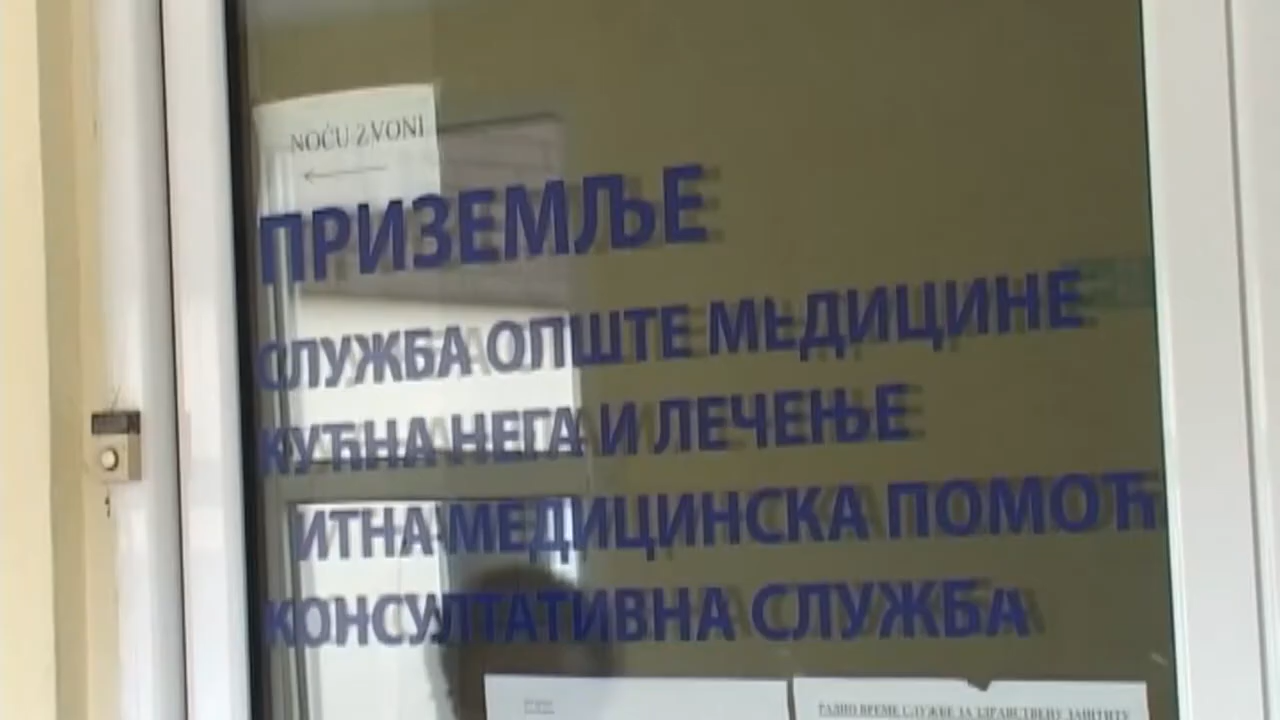 NOĆU ZVONI
ПРИЗЕМЉЕ
СЛУЖБА ОПШТЕ МЕДИЦИНЕ
КУЋНА НЕГА И ЛЕЧЕЊЕ
ИТНА МЕДИЦИНСКА ПОМОЋ
КОНСУЛТАТИВНА СЛУЖБА
РАДНО ВРЕМЕ СЛУЖБЕ ЗА ЗДРАВСТВЕНУ ЗАШТИТУ